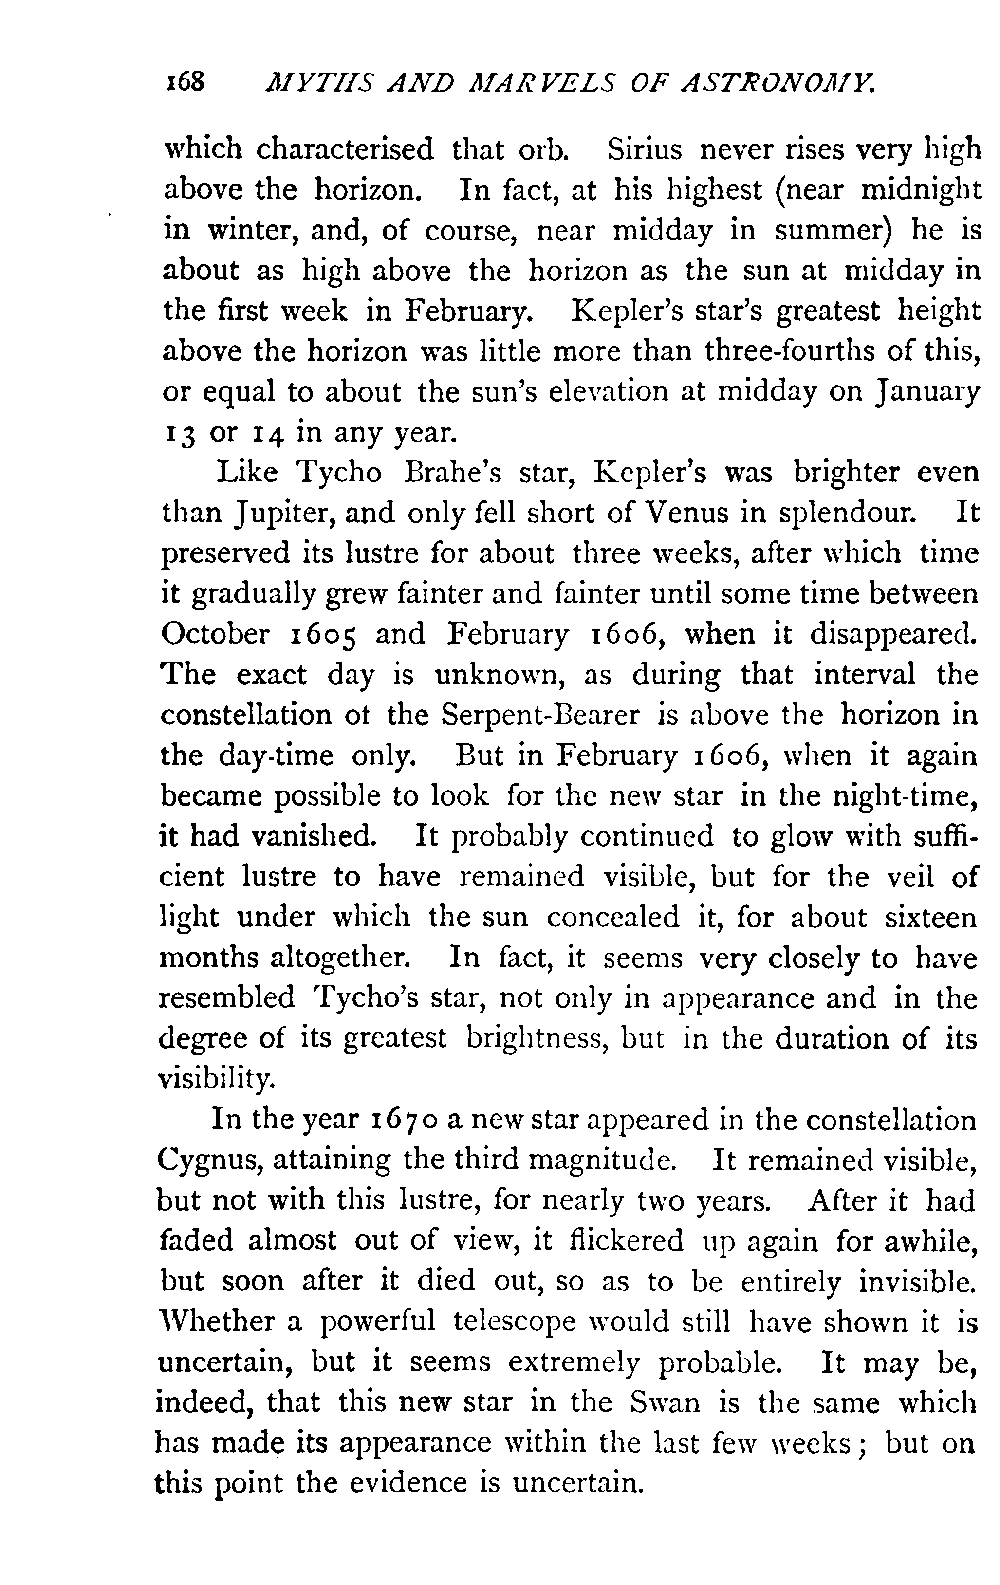 168 MYTHS AND MARVELS OF ASTRONOMY.
which characterised that orb. Sirius never rises very high
above the horizon. In fact, at his highest (near midnight
in winter, and, of course, near midday in summer) he is
about as high above the horizon as the sun at midday in
the first week in February. Kepler's star's greatest height
above the horizon was little more than three-fourths of this,
or equal to about the sun's elevation at midday on January
13 or 14 in any year.
Like Tycho Brahe's star, Kepler's was brighter even
than Jupiter, and only fell short of Venus in splendour. It
preserved its lustre for about three weeks, after which time
it gradually grew fainter and fainter until some time between
October 1605 and February 1606, when it disappeared.
The exact day is unknown, as during that interval the
constellation of the Serpent-Bearer is above the horizon in
the day-time only. But in February 1606, when it again
became possible to look for the new star in the night-time,
it had vanished. It probably continued to glow with suffi-
cient lustre to have remained visible, but for the veil of
light under which the sun concealed it, for about sixteen
months altogether. In fact, it seems very closely to have
resembled Tycho's star, not only in appearance and in the
degree of its greatest brightness, but in the duration of its
visibility.
In the year 1670 a new star appeared in the constellation
Cygnus, attaining the third magnitude. It remained visible,
but not with this lustre, for nearly two years. After it had
faded almost out of view, it flickered up again for awhile,
but soon after it died out, so as to be entirely invisible.
Whether a powerful telescope would still have shown it is
uncertain, but it seems extremely probable. It may be,
indeed, that this new star in the Swan is the same which
has made its appearance within the last few weeks; but on
this point the evidence is uncertain.